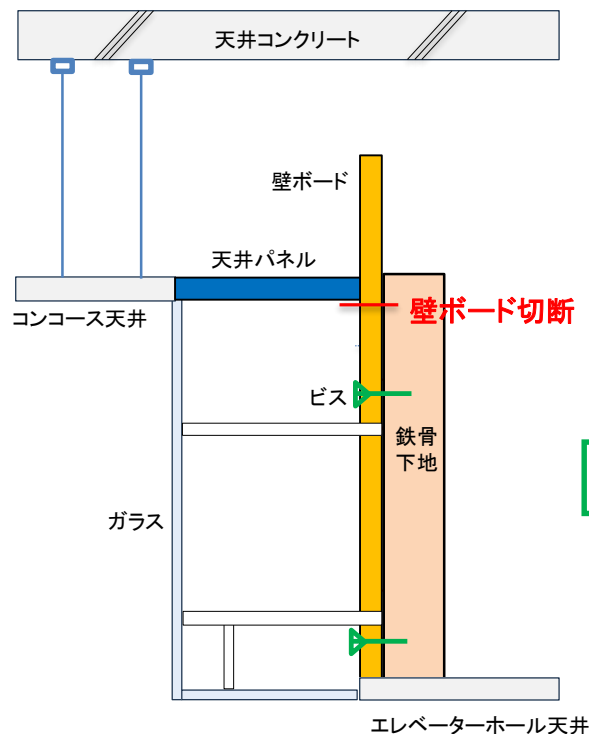 天井コンクリート
壁ボード
天井パネル
コンコース天井
壁ボード切断
ビス
鉄骨
下地
ガラス
エレベーターホール天井